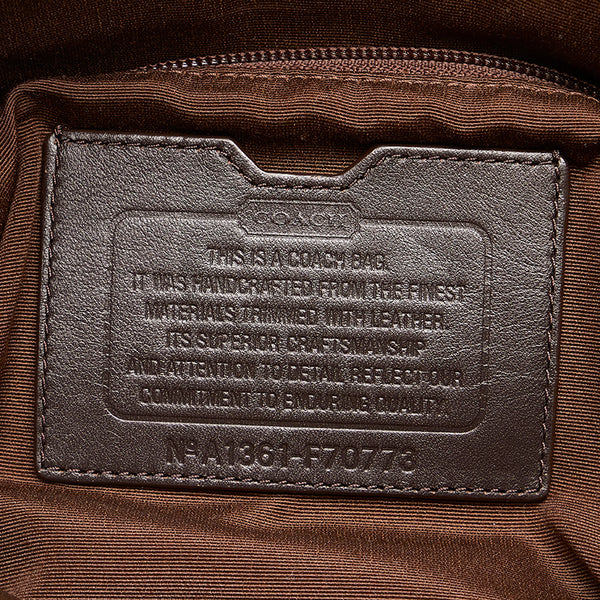 COACH
THIS IS A COACH BAG.
IT WAS HANDCRAFTED FROM THE FINEST
MATERIALS TRIMMED WITH LEATHER.
ITS SUPERIOR CRAFTSMANSHIP
AND ATTENTION TO DETAIL REFLECT OUR
COMMITMENT TO ENDURING QUALITY.
Nº A1361-F70773